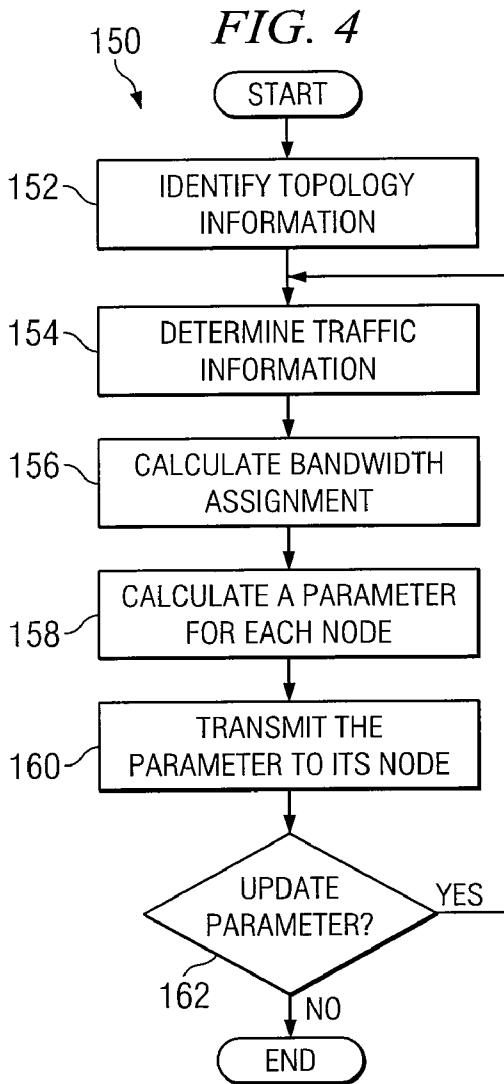 FIG. 4
150
START
152
IDENTIFY TOPOLOGY
INFORMATION
154
DETERMINE TRAFFIC
INFORMATION
156
CALCULATE BANDWIDTH
ASSIGNMENT
158
CALCULATE A PARAMETER
FOR EACH NODE
160
TRANSMIT THE
PARAMETER TO ITS NODE
UPDATE
PARAMETER?
YES
162
NO
END